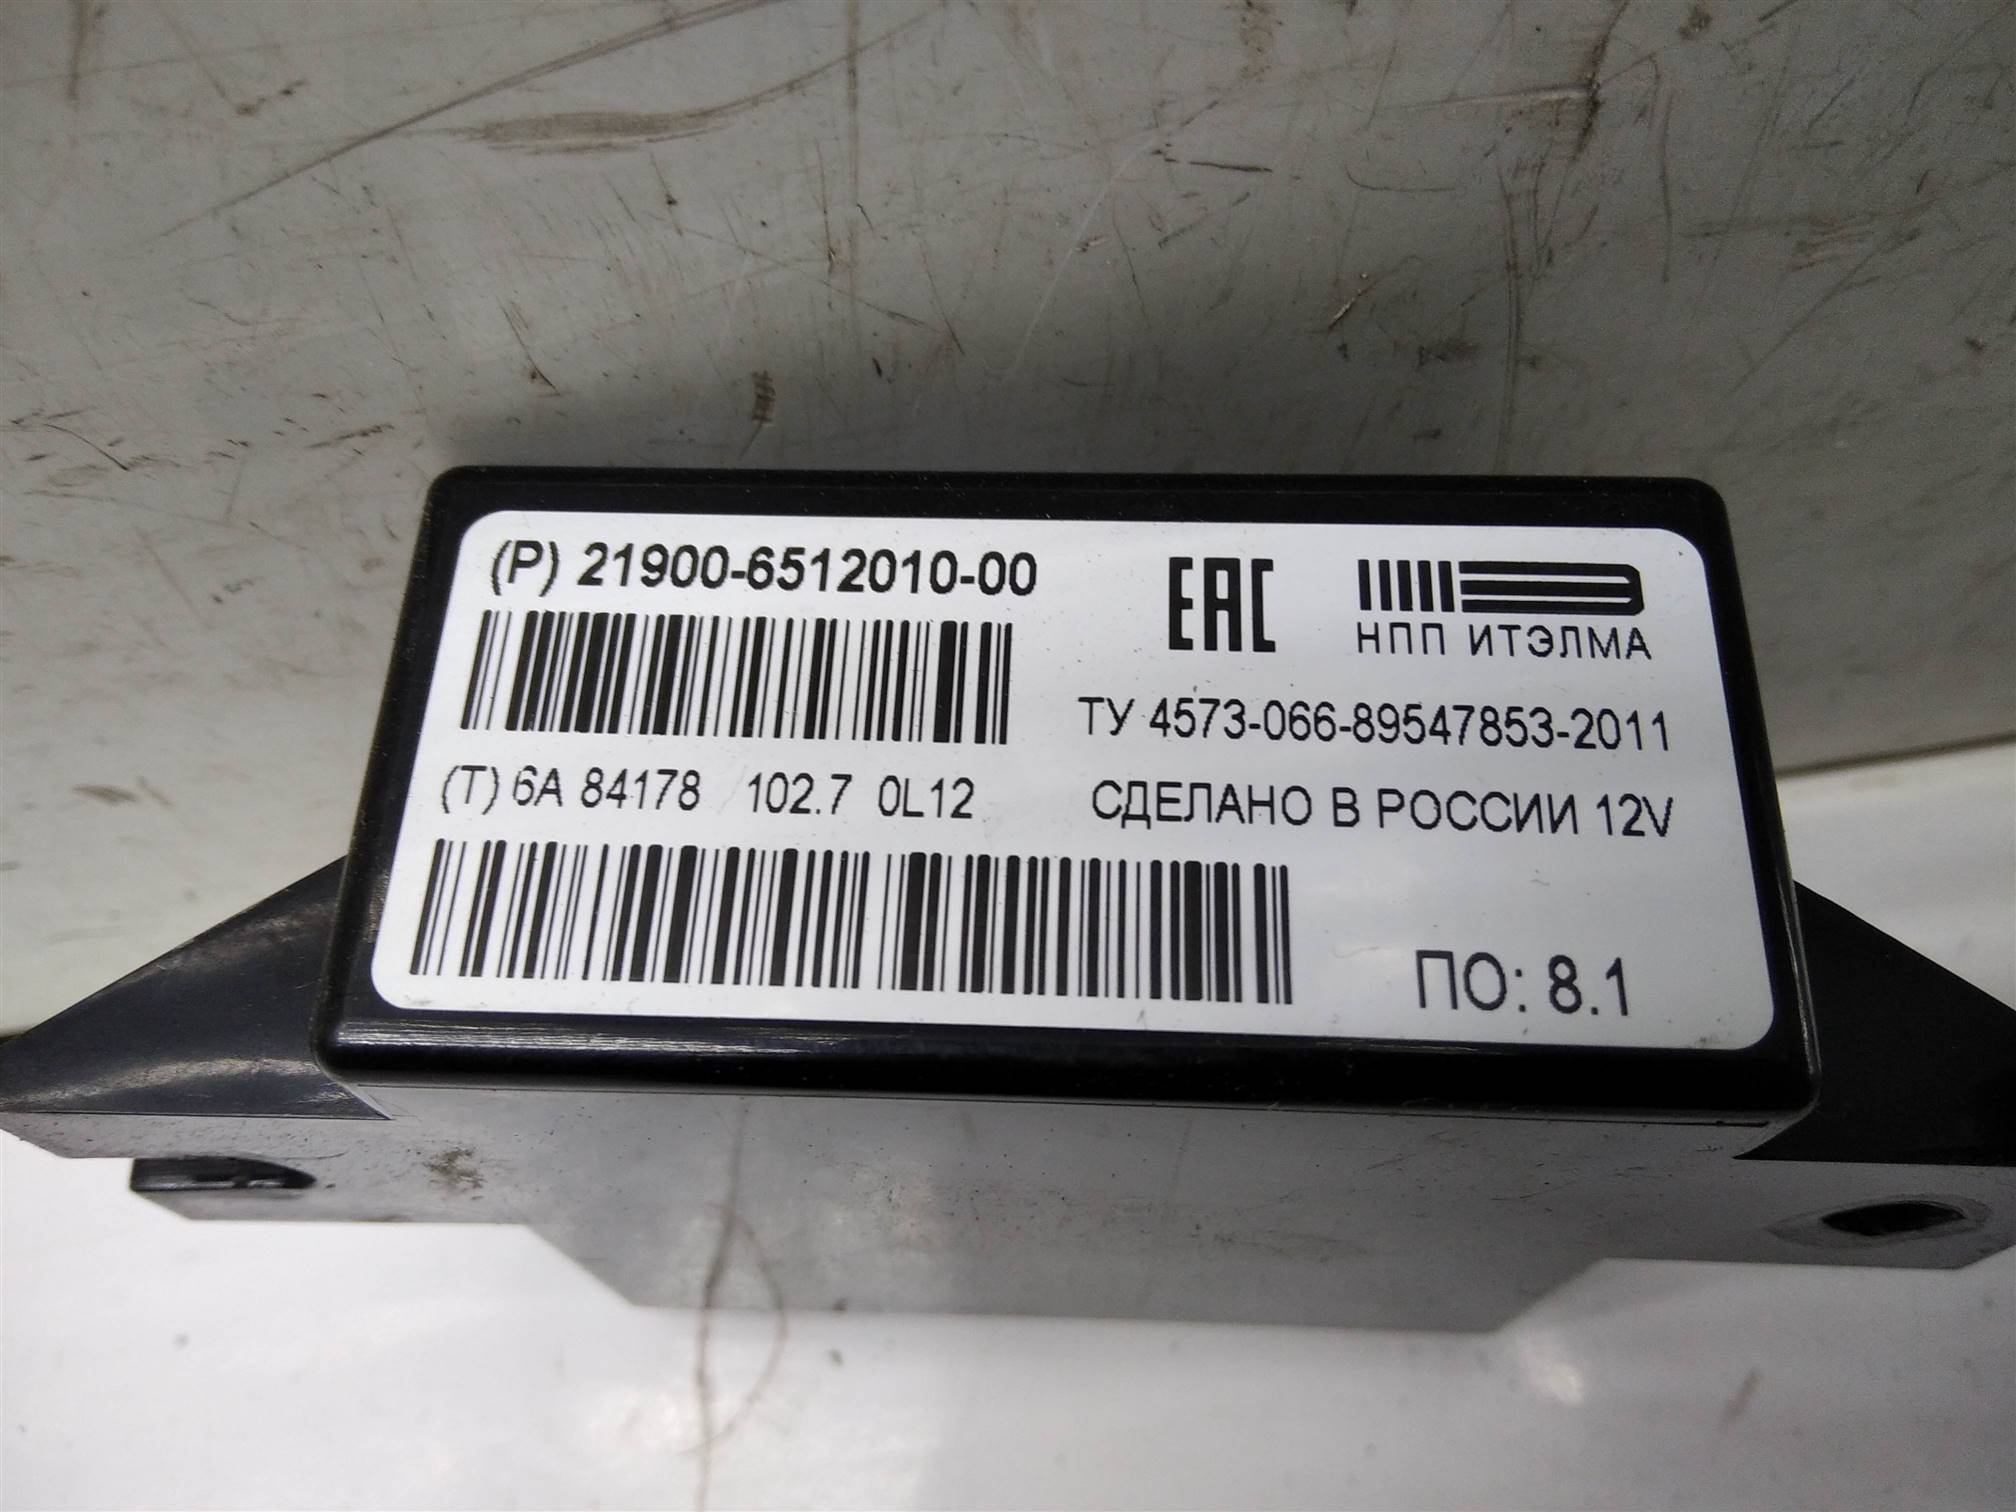 (P) 21900-6512010-00
EAC
НПП ИТЭЛМА
ТУ 4573-066-89547853-2011
(T) 6A 84178 102.7 0L12
СДЕЛАНО В РОССИИ 12V
ПО: 8.1